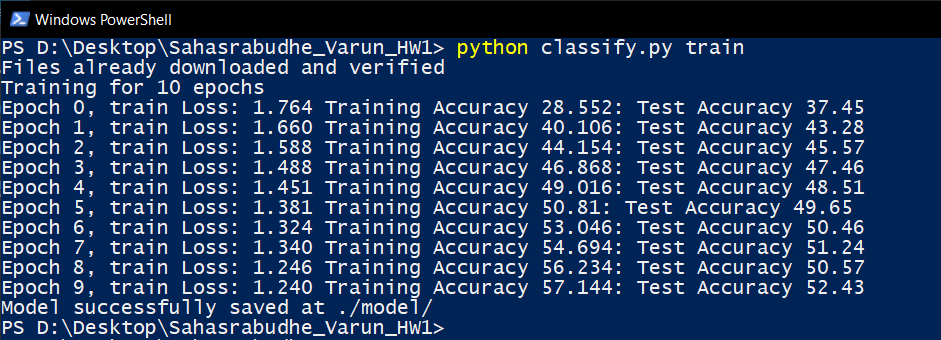 Windows PowerShell
PS D:\Desktop\Sahasrabudhe_Varun_HW1> python classify.py train
Files already downloaded and verified
Training for 10 epochs
Epoch 0, train Loss: 1.764 Training Accuracy 28.552: Test Accuracy 37.45
Epoch 1, train Loss: 1.660 Training Accuracy 40.106: Test Accuracy 43.28
Epoch 2, train Loss: 1.588 Training Accuracy 44.154: Test Accuracy 45.57
Epoch 3, train Loss: 1.488 Training Accuracy 46.868: Test Accuracy 47.46
Epoch 4, train Loss: 1.451 Training Accuracy 49.016: Test Accuracy 48.51
Epoch 5, train Loss: 1.381 Training Accuracy 50.81: Test Accuracy 49.65
Epoch 6, train Loss: 1.324 Training Accuracy 53.046: Test Accuracy 50.46
Epoch 7, train Loss: 1.340 Training Accuracy 54.694: Test Accuracy 51.24
Epoch 8, train Loss: 1.246 Training Accuracy 56.234: Test Accuracy 50.57
Epoch 9, train Loss: 1.240 Training Accuracy 57.144: Test Accuracy 52.43
Model successfully saved at ./model/
PS D:\Desktop\Sahasrabudhe_Varun_HW1>